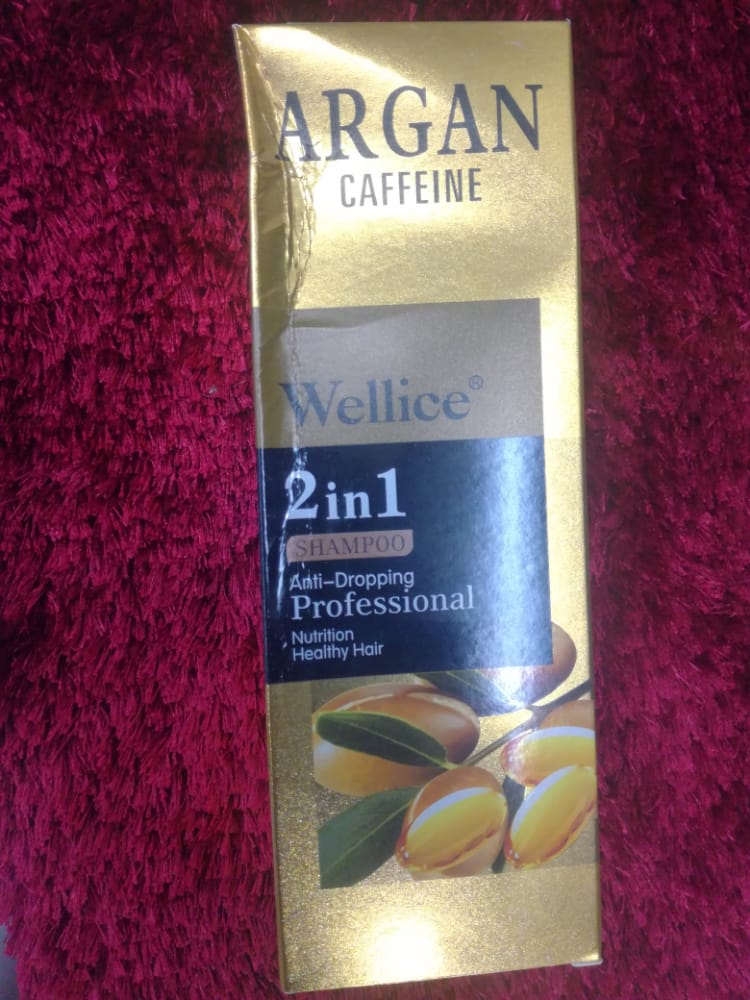 ARGAN
CAFFEINE
Wellice®
2in1
SHAMPOO
Anti-Dropping
Professional
Nutrition
Healthy Hair